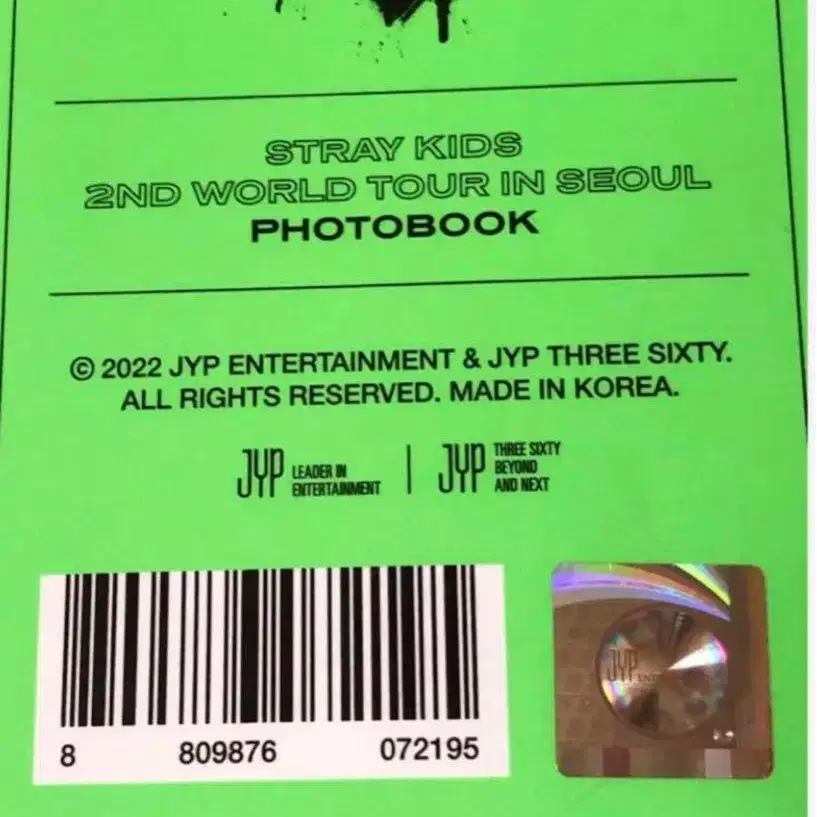 STRAY KIDS
2ND WORLD TOUR IN SEOUL
PHOTOBOOK
© 2022 JYP ENTERTAINMENT & JYP THREE SIXTY.
ALL RIGHTS RESERVED. MADE IN KOREA.
JYP LEADER IN
ENTERTAINMENT
JYP THREE SIXTY
BEYOND
AND NEXT
8 809876 072195
JYP